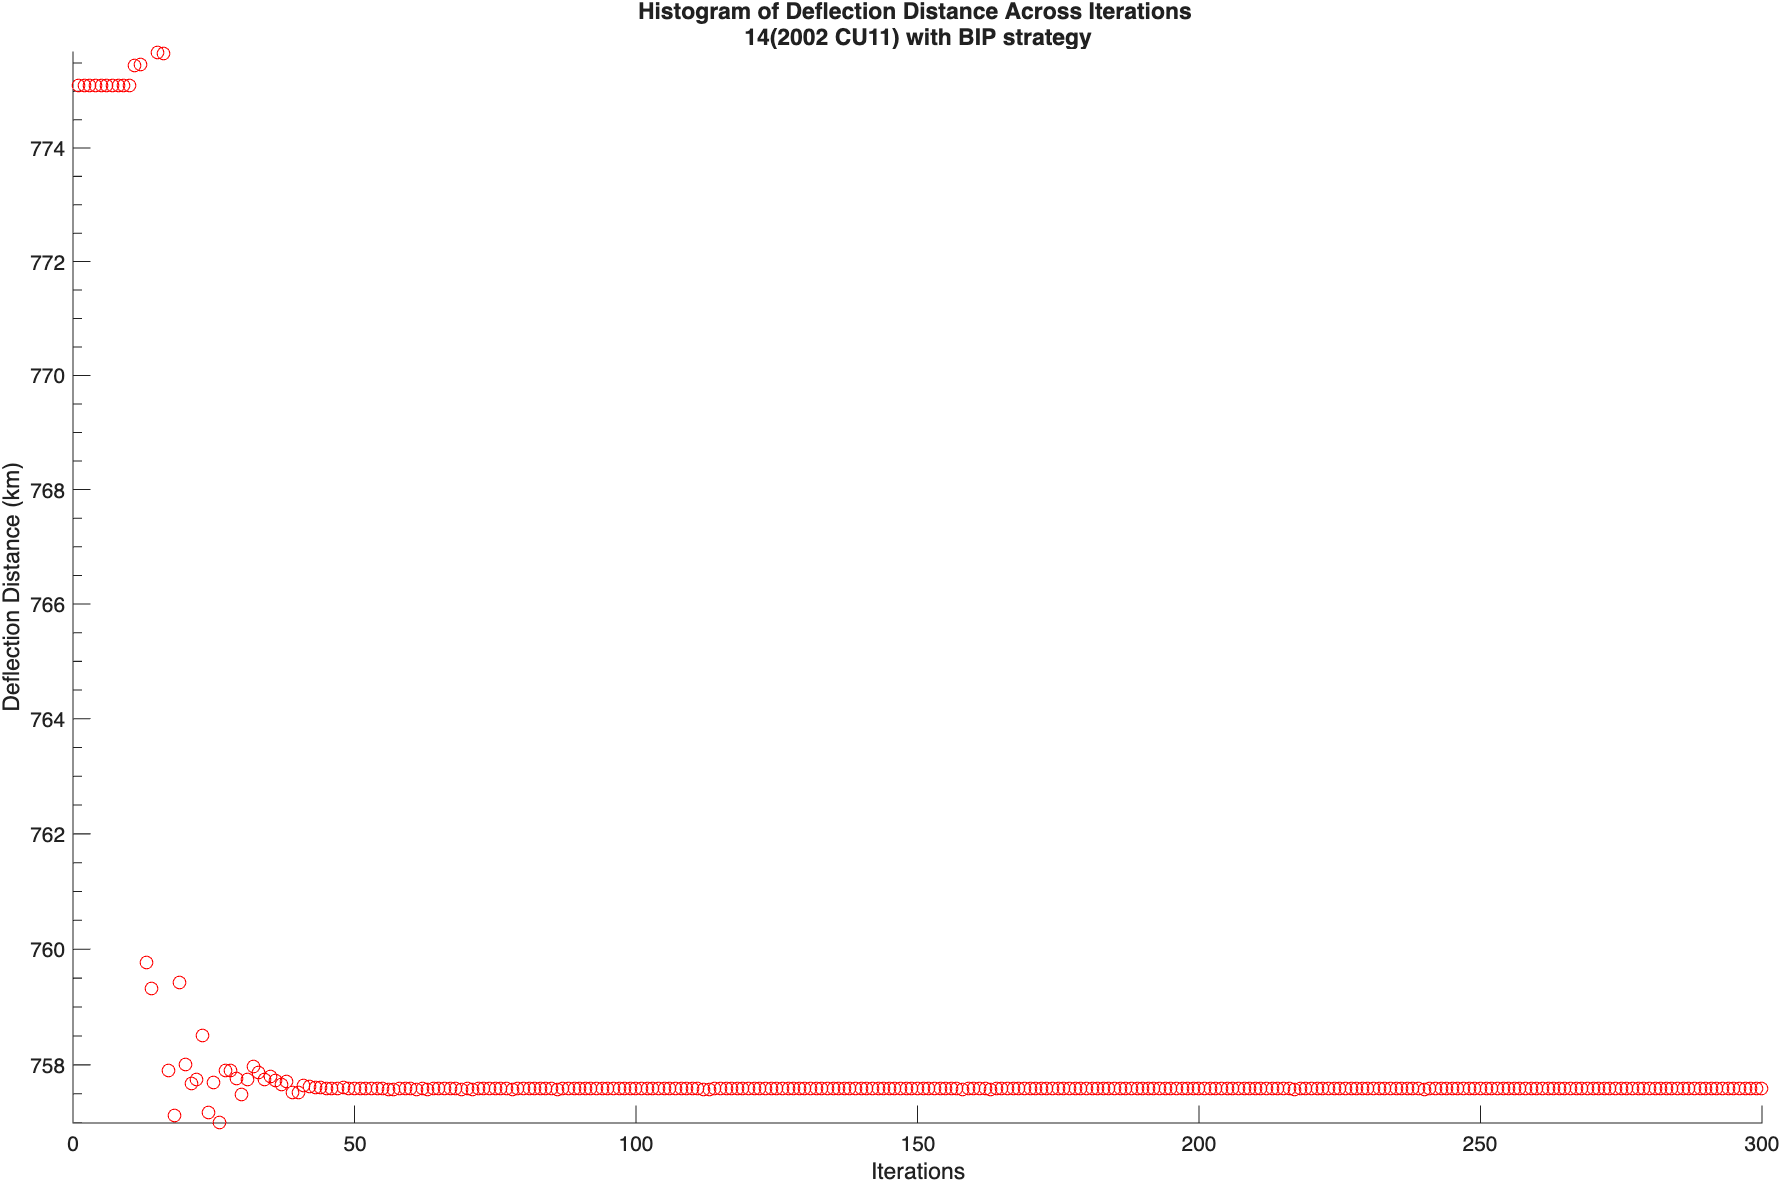 Histogram of Deflection Distance Across Iterations
14(2002 CU11) with BIP strategy
Deflection Distance (km)
774
772
770
768
766
764
762
760
758
0 50 100 150 200 250 300
Iterations